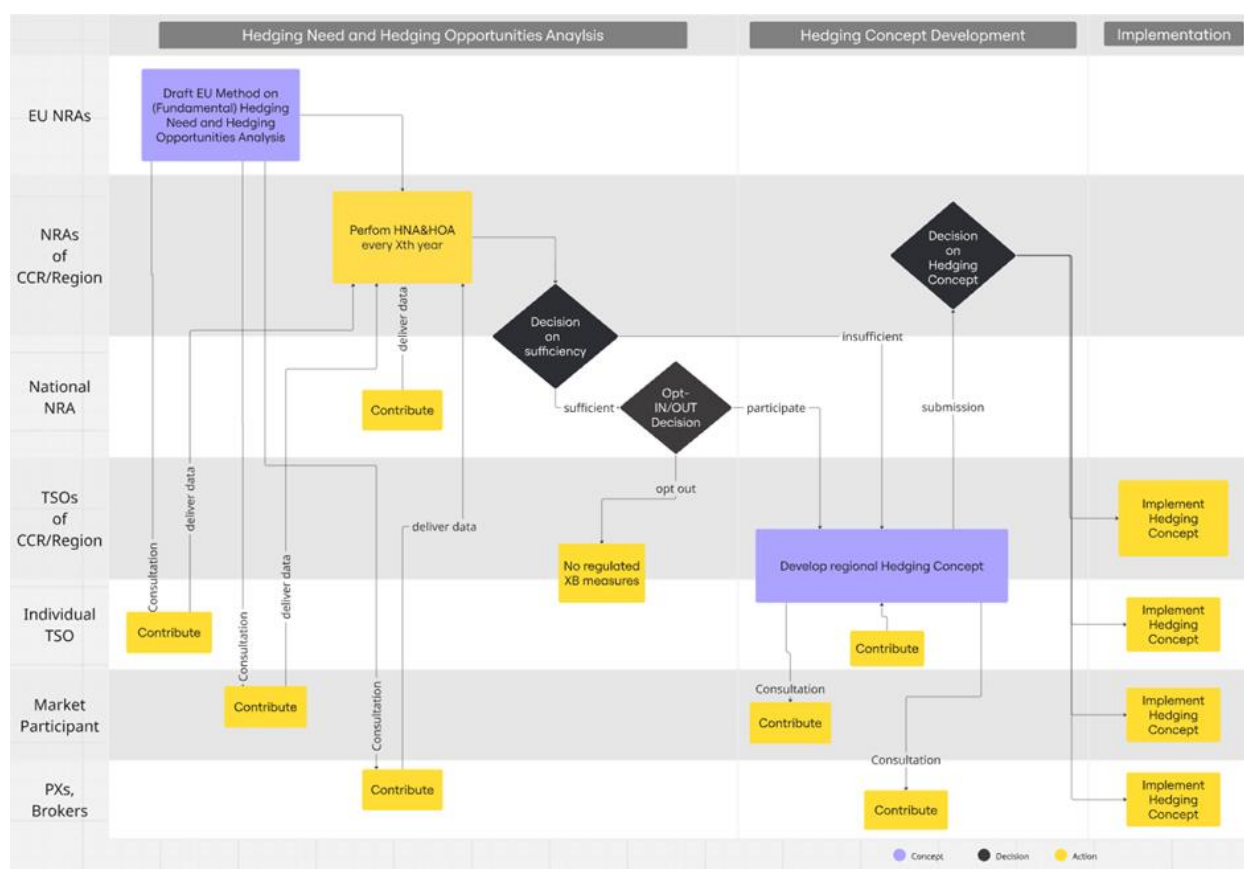 Hedging Need and Hedging Opportunities Anaylsis
Hedging Concept Development
Implementation
EU NRAs
Draft EU Method on
(Fundamental) Hedging
Need and Hedging
Opportunities Analysis
NRAs
of
CCR/Region
Perfom HNA&HOA
every Xth year
Decision
on
sufficiency
Decision
on
Hedging
Concept
insufficient
deliver data
National
NRA
Contribute
sufficient
Opt-
IN/OUT
Decision
participate
submission
opt out
TSOs
of
CCR/Region
deliver data
deliver data
deliver data
No regulated
XB measures
Develop regional Hedging Concept
Implement
Hedging
Concept
Individual
TSO
Consultation
Contribute
Consultation
Contribute
Implement
Hedging
Concept
Market
Participant
Contribute
Consultation
Consultation
Contribute
Implement
Hedging
Concept
PXs,
Brokers
Contribute
Consultation
Contribute
Implement
Hedging
Concept
Concept
Decision
Action